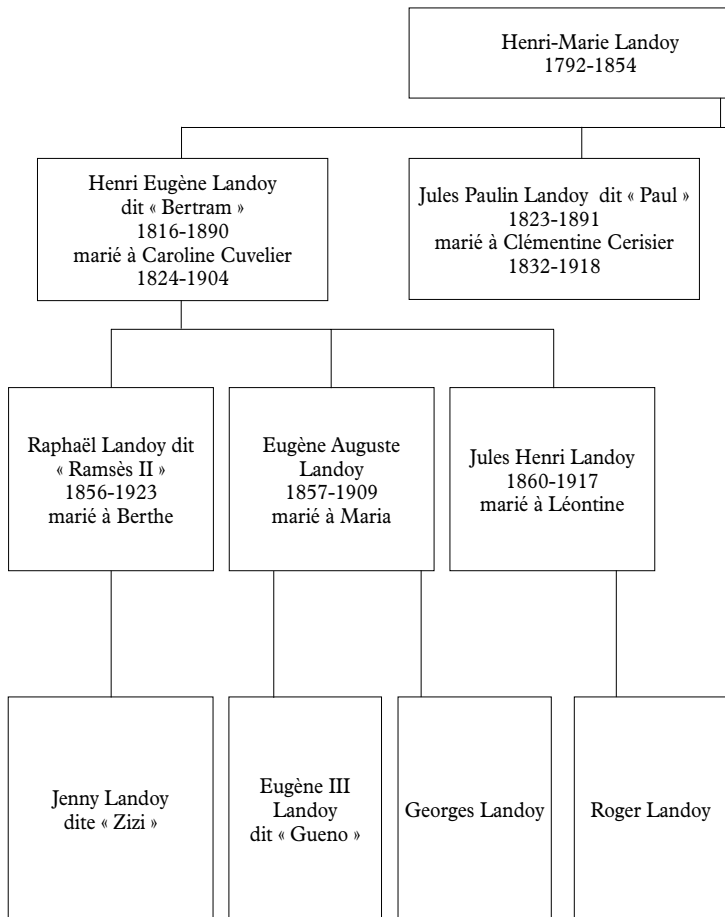 Henri-Marie Landoy
1792-1854
Henri Eugène Landoy
dit « Bertram »
1816-1890
marié à Caroline Cuvelier
1824-1904
Jules Paulin Landoy dit « Paul »
1823-1891
marié à Clémentine Cerisier
1832-1918
Raphaël Landoy dit
« Ramsès II »
1856-1923
marié à Berthe
Eugène Auguste
Landoy
1857-1909
marié à Maria
Jules Henri Landoy
1860-1917
marié à Léontine
Jenny Landoy
dite « Zizi »
Eugène III
Landoy
dit « Gueno »
Georges Landoy
Roger Landoy